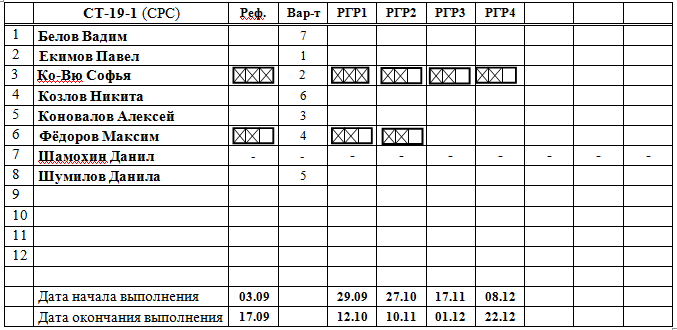 СТ-19-1 (СРС) Реф. Вар-т РГР1 РГР2 РГР3 РГР4
1 Белов Вадим 7
2 Екимов Павел 1
3 Ко-Вю Софья 2
4 Козлов Никита 6
5 Коновалов Алексей 3
6 Фёдоров Максим 4
7 Шамохин Данил - - - - - - - - -
8 Шумилов Данила 5
9
10
11
12
Дата начала выполнения 03.09 29.09 27.10 17.11 08.12
Дата окончания выполнения 17.09 12.10 10.11 01.12 22.12